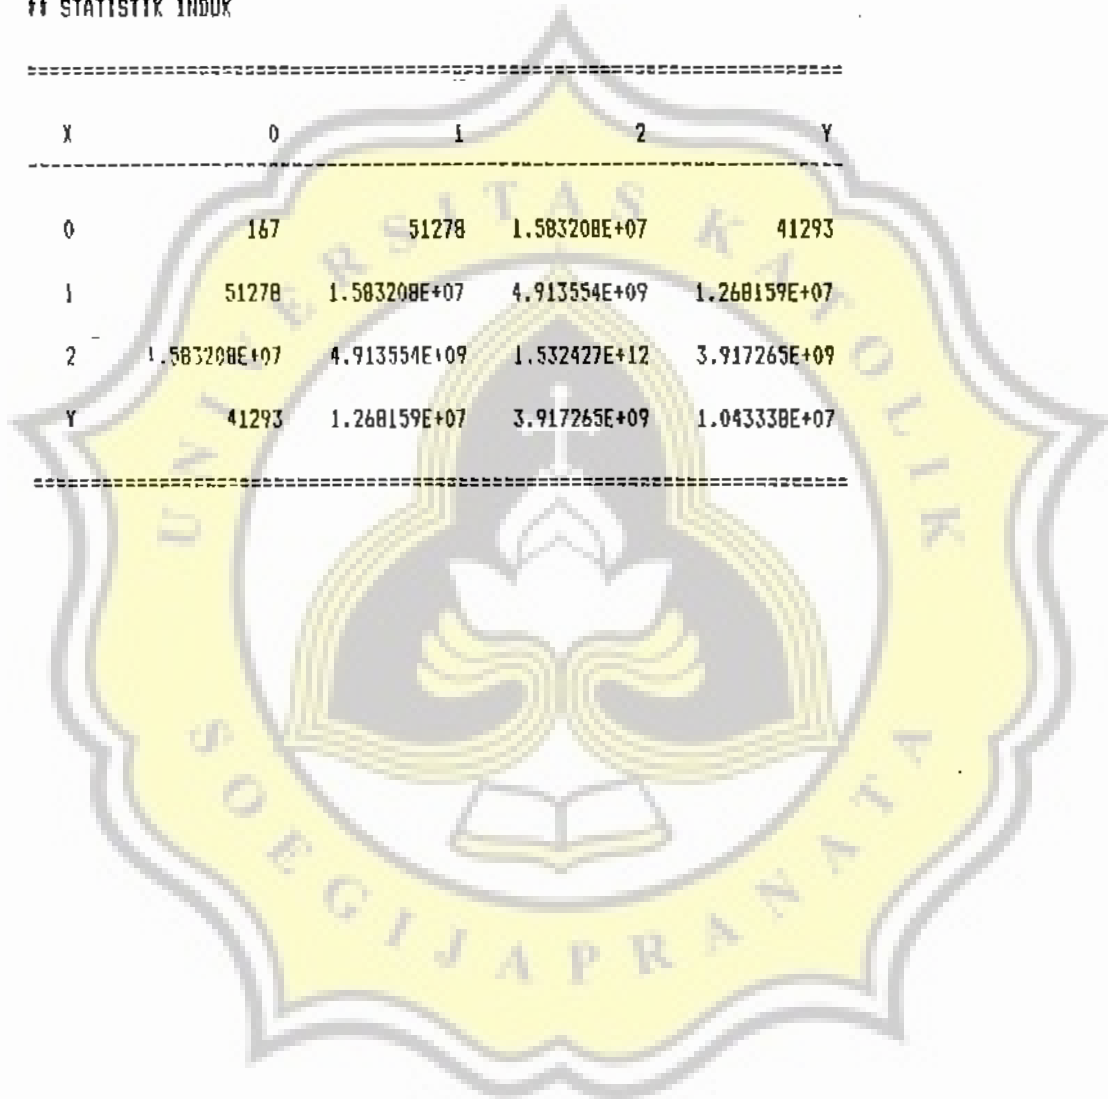 ** STATISTIK INDUK
X 0 1 2 Y
0 167 51278 1.583208E+07 41293
1 51278 1.583208E+07 4.913554E+09 1.268159E+07
2 1.583208E+07 4.913554E+09 1.532427E+12 3.917265E+09
Y 41293 1.268159E+07 3.917265E+09 1.043338E+07
UNIVERSITAS KATOLIK
SOEGIJAPRANATA